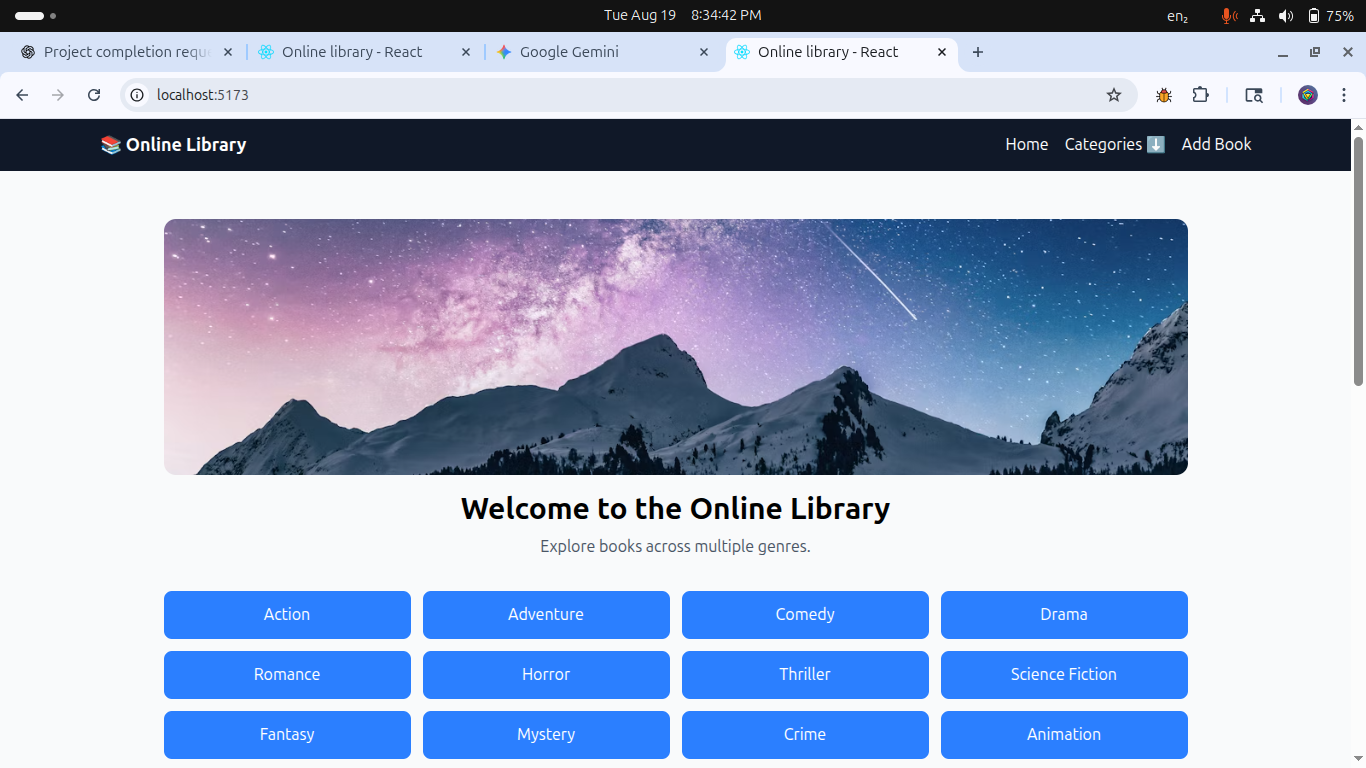 Tue Aug 19 8:34:42 PM
en₂
75%
Project completion requ
Online library - React
Google Gemini
Online library - React
localhost:5173
📚 Online Library
Home
Categories ⬇️
Add Book
Welcome to the Online Library
Explore books across multiple genres.
Action
Adventure
Comedy
Drama
Romance
Horror
Thriller
Science Fiction
Fantasy
Mystery
Crime
Animation